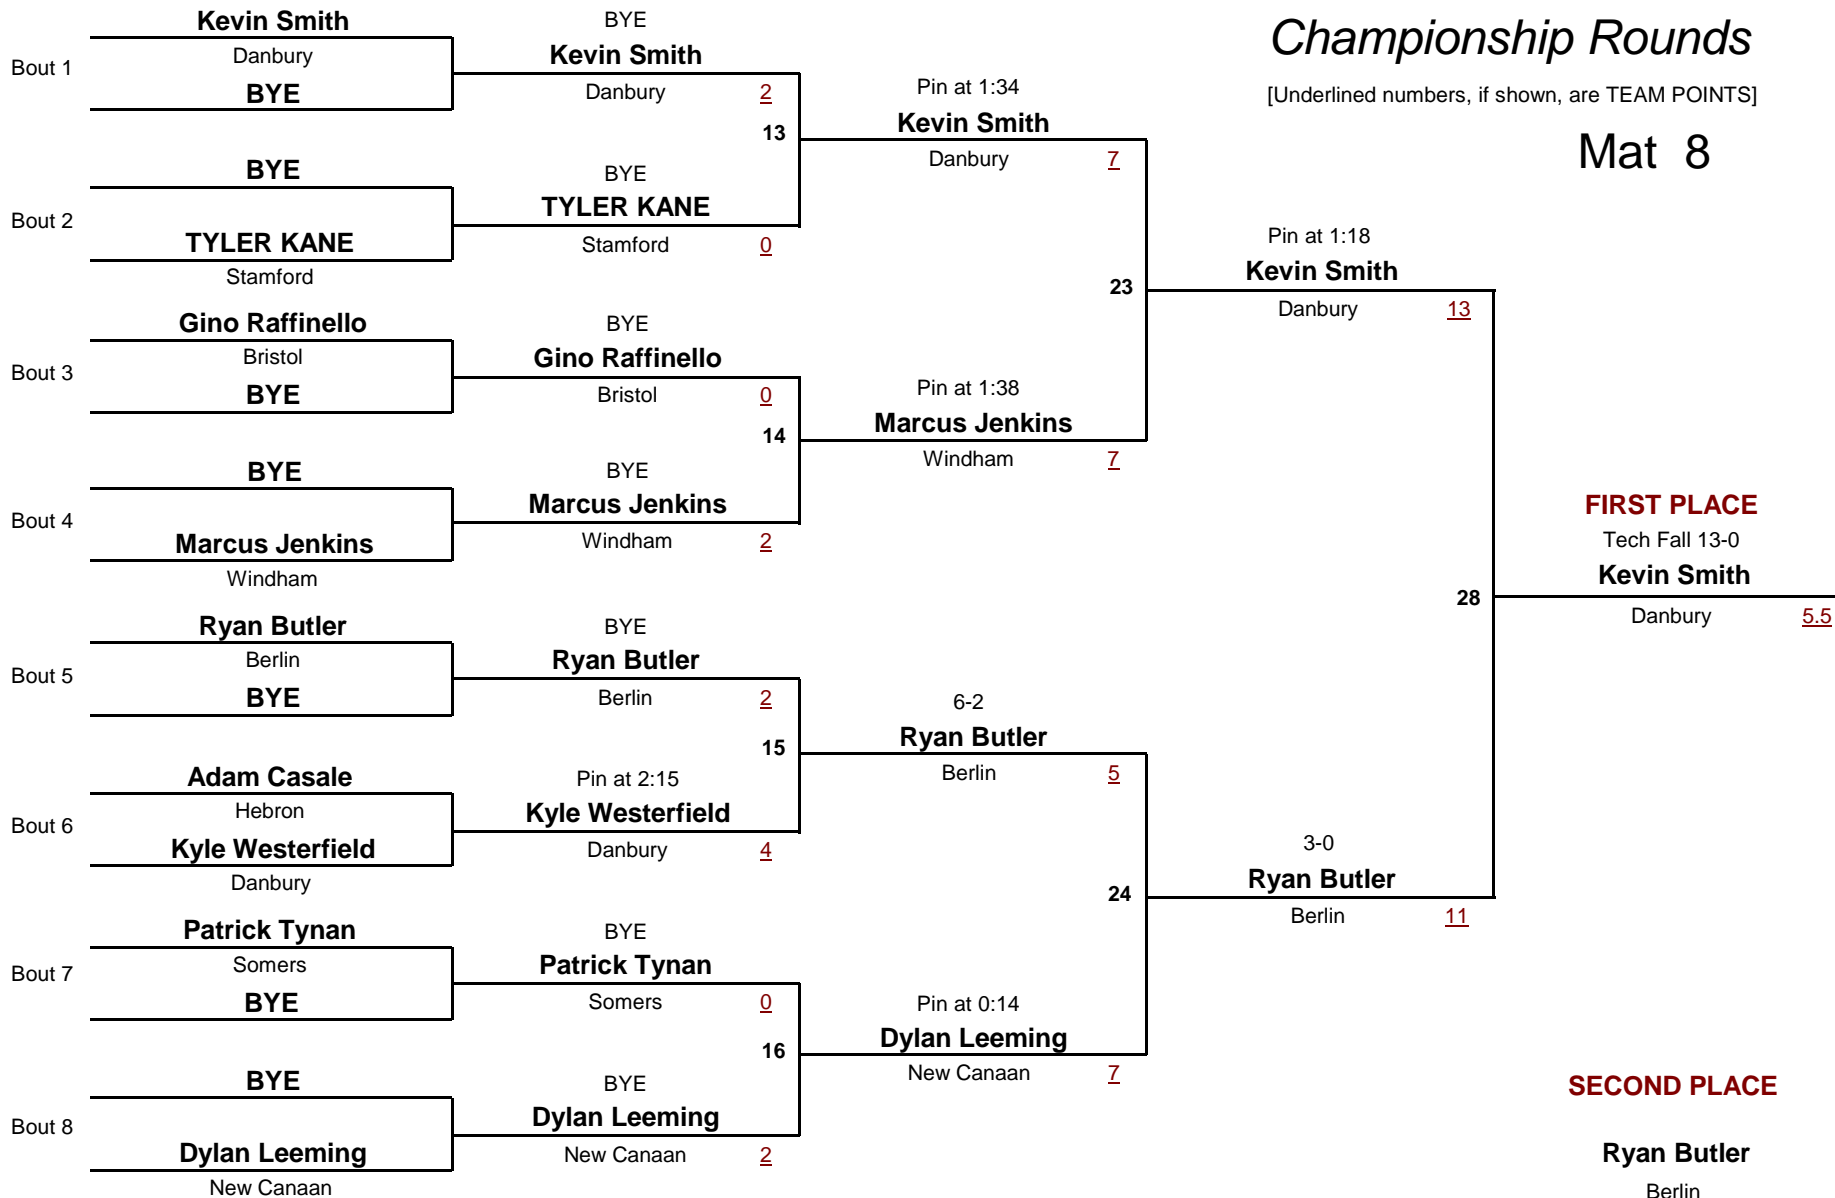 Championship Rounds
[Underlined numbers, if shown, are TEAM POINTS]
Mat 8
Bout 1
Kevin Smith
Danbury
BYE
Bout 2
BYE
TYLER KANE
Stamford
Bout 3
Gino Raffinello
Bristol
BYE
Bout 4
BYE
Marcus Jenkins
Windham
Bout 5
Ryan Butler
Berlin
BYE
Bout 6
Adam Casale
Hebron
Kyle Westerfield
Danbury
Bout 7
Patrick Tynan
Somers
BYE
Bout 8
BYE
Dylan Leeming
New Canaan
BYE
Kevin Smith
Danbury 2
13
BYE
TYLER KANE
Stamford 0
BYE
Gino Raffinello
Bristol 0
14
BYE
Marcus Jenkins
Windham 2
BYE
Ryan Butler
Berlin 2
15
Pin at 2:15
Kyle Westerfield
Danbury 4
BYE
Patrick Tynan
Somers 0
16
BYE
Dylan Leeming
New Canaan 2
Pin at 1:34
Kevin Smith
Danbury 7
23
Pin at 1:38
Marcus Jenkins
Windham 7
6-2
Ryan Butler
Berlin 5
24
Pin at 0:14
Dylan Leeming
New Canaan 7
Pin at 1:18
Kevin Smith
Danbury 13
28
3-0
Ryan Butler
Berlin 11
FIRST PLACE
Tech Fall 13-0
Kevin Smith
Danbury 5.5
SECOND PLACE
Ryan Butler
Berlin